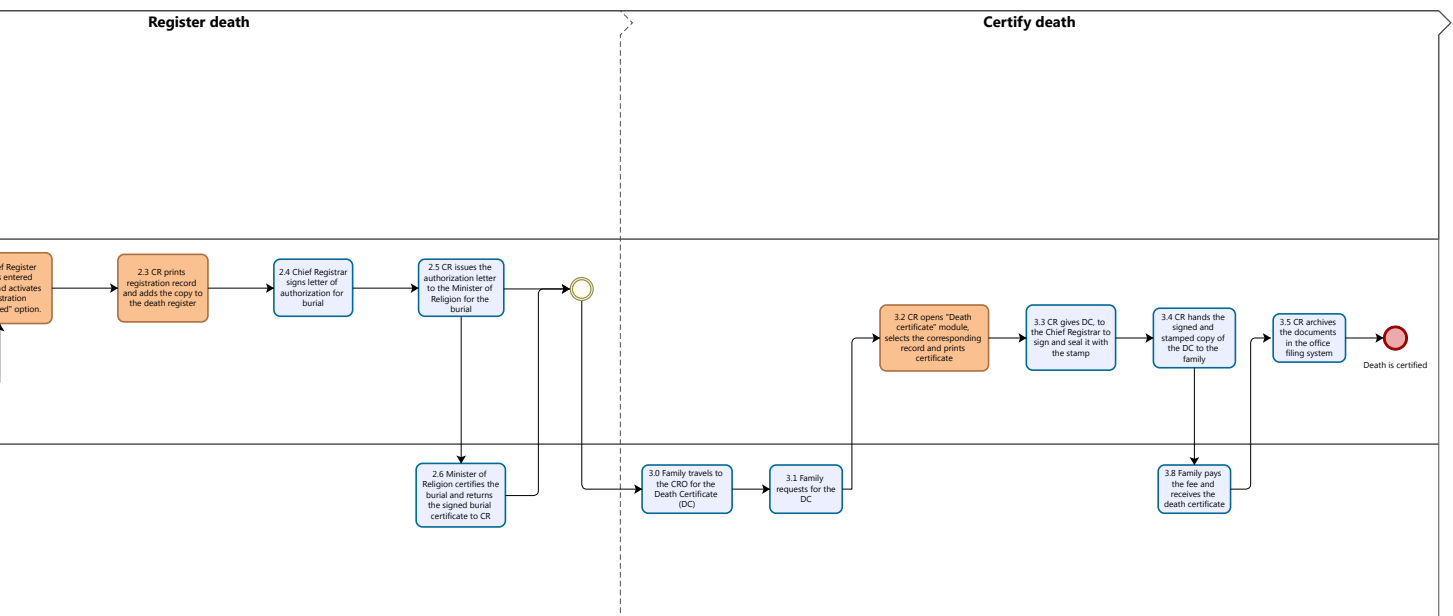 Register death
Certify death
f Register
entered
activates
ed" option.
2.3 CR prints
registration record
and adds the copy to
the death register
2.4 Chief Registrar
signs letter of
authorization for
burial
2.5 CR issues the
authorization letter
to the Minister of
Religion for the
burial
2.6 Minister of
Religion certifies the
burial and returns
the signed burial
certificate to CR
3.0 Family travels to
the CRO for the
Death Certificate
(DC)
3.1 Family
requests for the
DC
3.2 CR opens "Death
certificate" module,
selects the corresponding
record and prints
certificate
3.3 CR gives DC, to
the Chief Registrar to
sign and seal it with
the stamp
3.4 CR hands the
signed and
stamped copy of
the DC to the
family
3.8 Family pays
the fee and
receives the
death certificate
3.5 CR archives
the documents
in the office
filing system
Death is certified